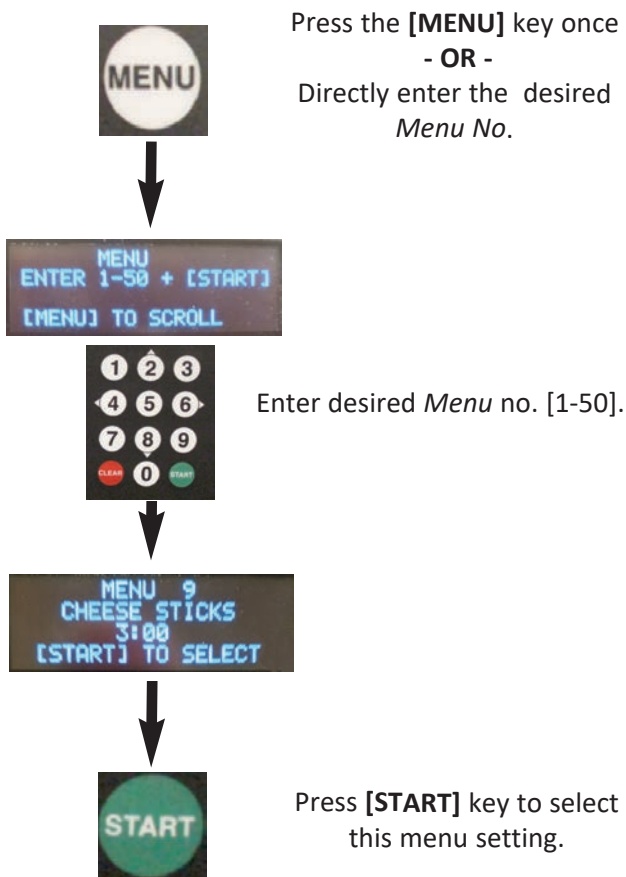 Press the [MENU] key once
- OR -
Directly enter the desired
Menu No.
MENU
MENU
ENTER 1-50 + [START]
[MENU] TO SCROLL
1 2 3
4 5 6
7 8 9
CLEAR 0 START
Enter desired Menu no. [1-50].
MENU 9
CHEESE STICKS
3:00
[START] TO SELECT
START
Press [START] key to select
this menu setting.